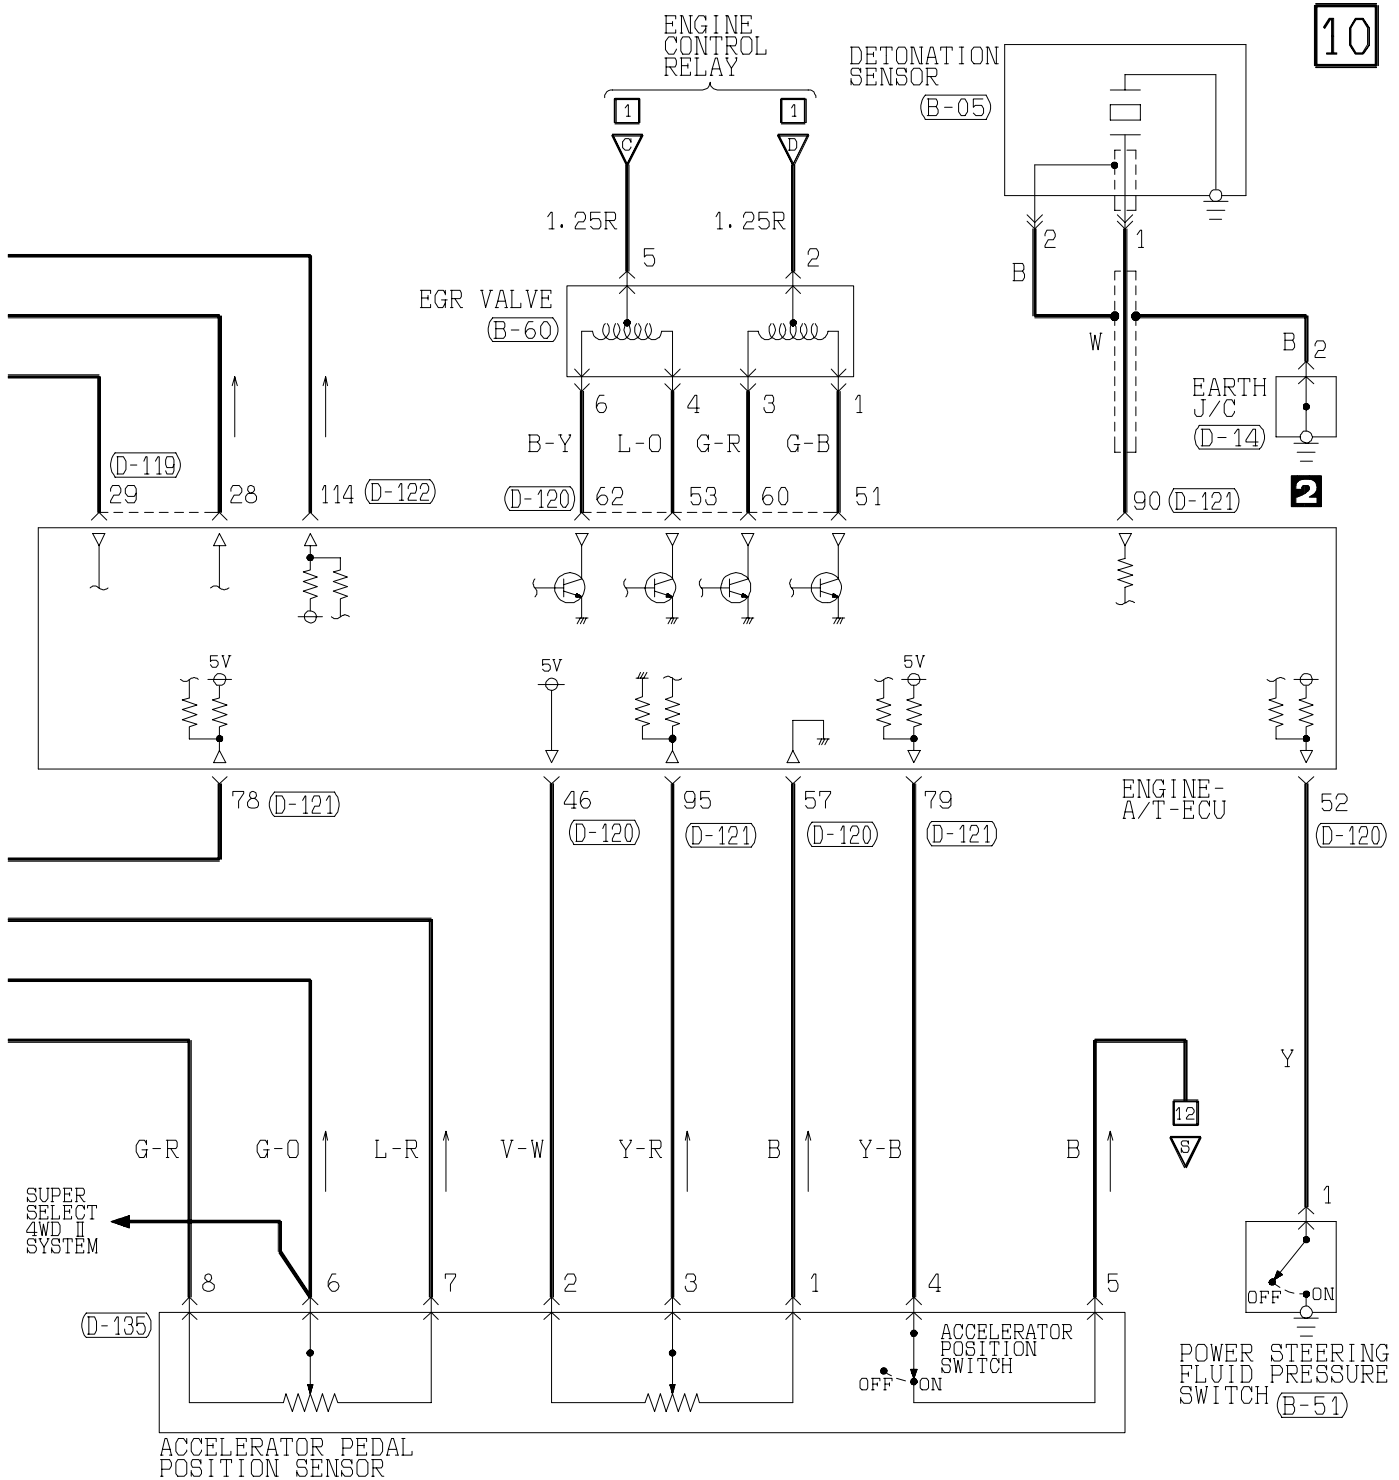 10
ENGINE
CONTROL
RELAY
DETONATION
SENSOR
(B-05)
1 1
C D
1.25R 1.25R
5 2
2 1
B
EGR VALVE
(B-60)
W
B 2
EARTH
J/C
(D-14)
2
6 4 3 1
B-Y L-O G-R G-B
(D-119)
29 28 114 (D-122)
(D-120) 62 53 60 51
90 (D-121)
5V 5V 5V
ENGINE-
A/T-ECU
78 (D-121)
46 95 57 79 52
(D-120) (D-121) (D-120) (D-121) (D-120)
Y
12
S
G-R G-O L-R V-W Y-R B Y-B B
SUPER
SELECT
4WD II
SYSTEM
1
8 6 7 2 3 1 4 5
OFF ON
(D-135)
ACCELERATOR
POSITION
SWITCH
OFF ON
POWER STEERING
FLUID PRESSURE
SWITCH (B-51)
ACCELERATOR PEDAL
POSITION SENSOR